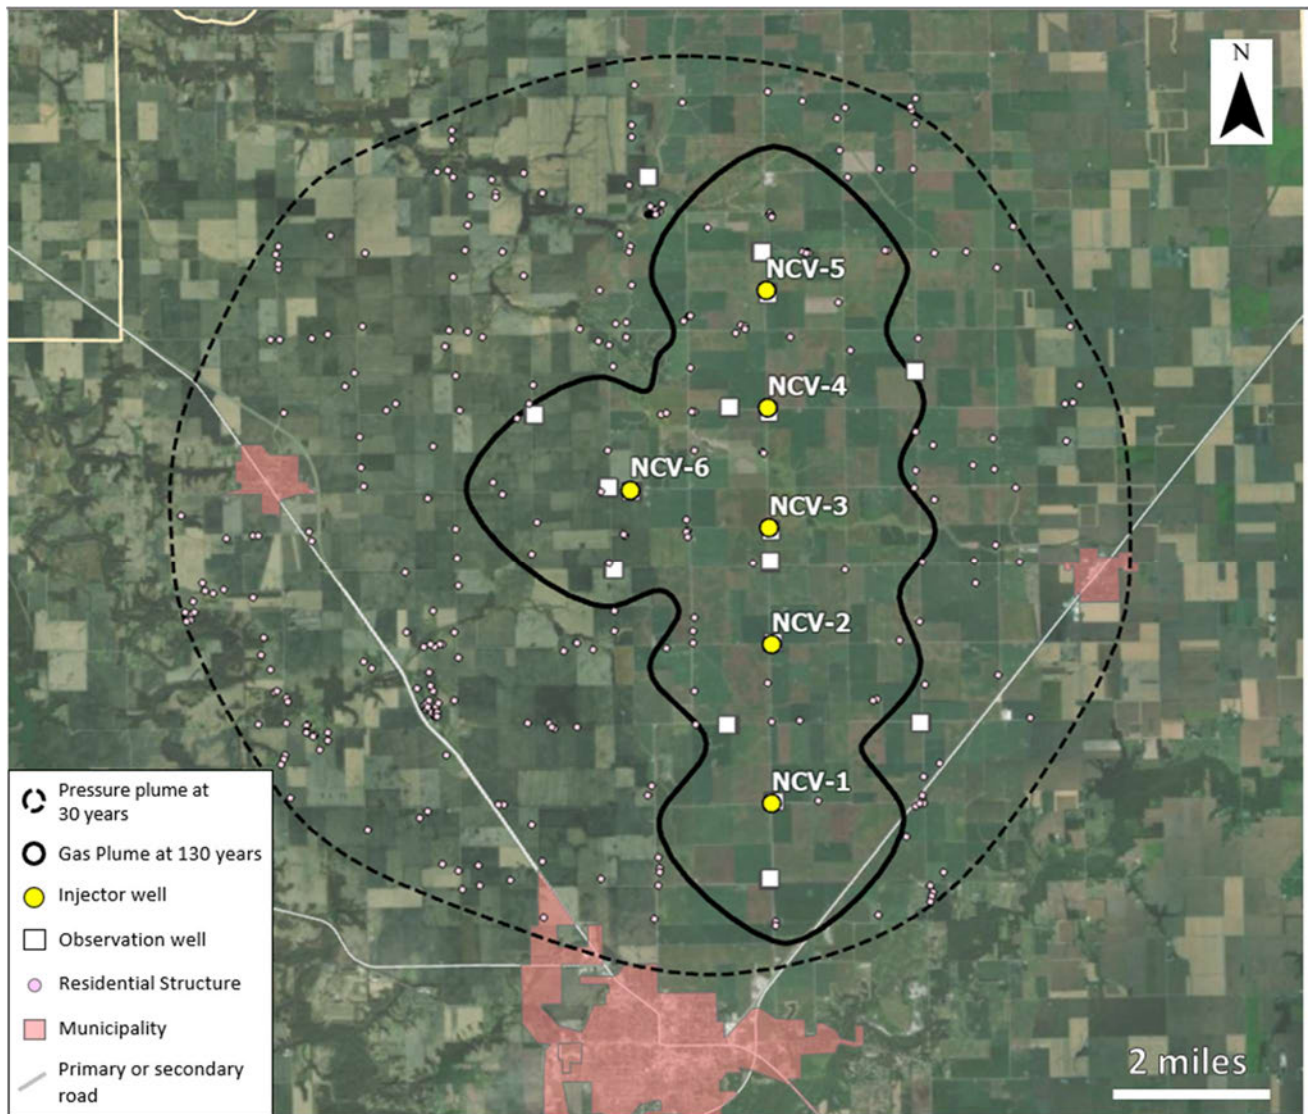 N
NCV-5
NCV-4
NCV-6
NCV-3
NCV-2
NCV-1
Pressure plume at
30 years
Gas Plume at 130 years
Injector well
Observation well
Residential Structure
Municipality
Primary or secondary
road
2 miles